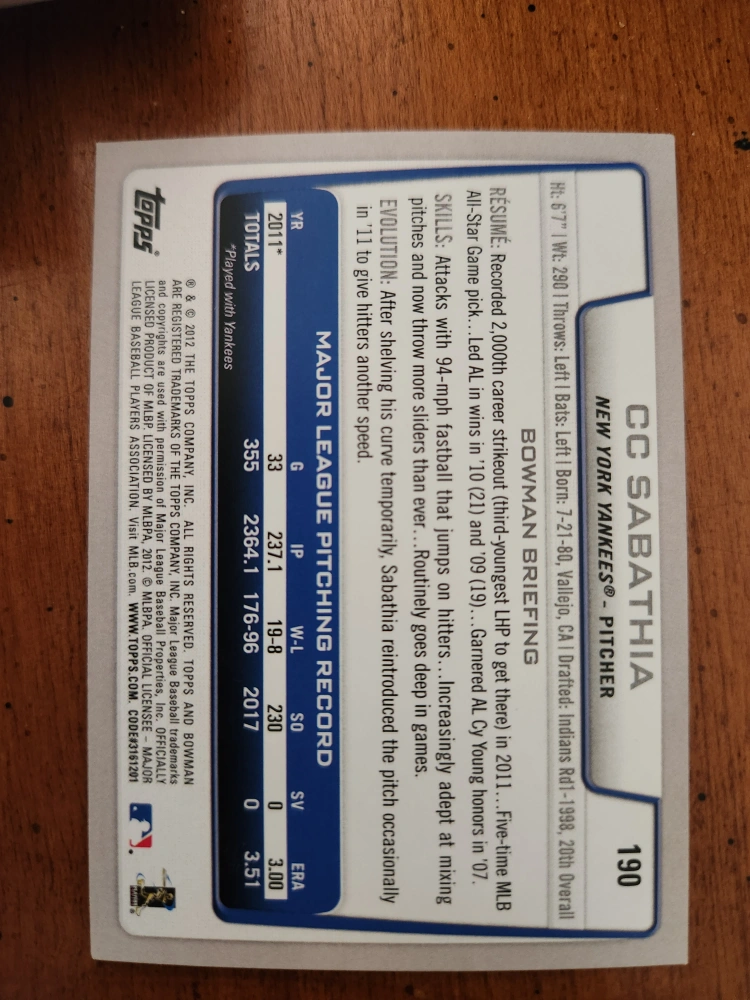 190
CC SABATHIA
NEW YORK YANKEES® - PITCHER
Ht: 6'7" | Wt: 290 | Throws: Left | Bats: Left | Born: 7-21-80, Vallejo, CA | Drafted: Indians Rd1-1998, 20th Overall
BOWMAN BRIEFING
RÉSUMÉ: Recorded 2,000th career strikeout (third-youngest LHP to get there) in 2011...Five-time MLB
All-Star Game pick...Led AL in wins in '10 (21) and '09 (19)...Garnered AL Cy Young honors in '07.
SKILLS: Attacks with 94-mph fastball that jumps on hitters...Increasingly adept at mixing
pitches and now throw more sliders than ever...Routinely goes deep in games.
EVOLUTION: After shelving his curve temporarily, Sabathia reintroduced the pitch occasionally
in '11 to give hitters another speed.
MAJOR LEAGUE PITCHING RECORD
YR G IP W-L SO SV ERA
2011* 33 237.1 19-8 230 0 3.00
TOTALS 355 2364.1 176-96 2017 0 3.51
*Played with Yankees
topps®
® & © 2012 THE TOPPS COMPANY, INC. ALL RIGHTS RESERVED. TOPPS AND BOWMAN
ARE REGISTERED TRADEMARKS OF THE TOPPS COMPANY, INC. Major League Baseball trademarks
and copyrights are used with permission of Major League Baseball Properties, Inc. OFFICIALLY
LICENSED PRODUCT OF MLBP. LICENSED BY MLBPA, 2012. © MLBPA. OFFICIAL LICENSEE - MAJOR
LEAGUE BASEBALL PLAYERS ASSOCIATION. Visit MLB.com. WWW.TOPPS.COM. CODE#3161201